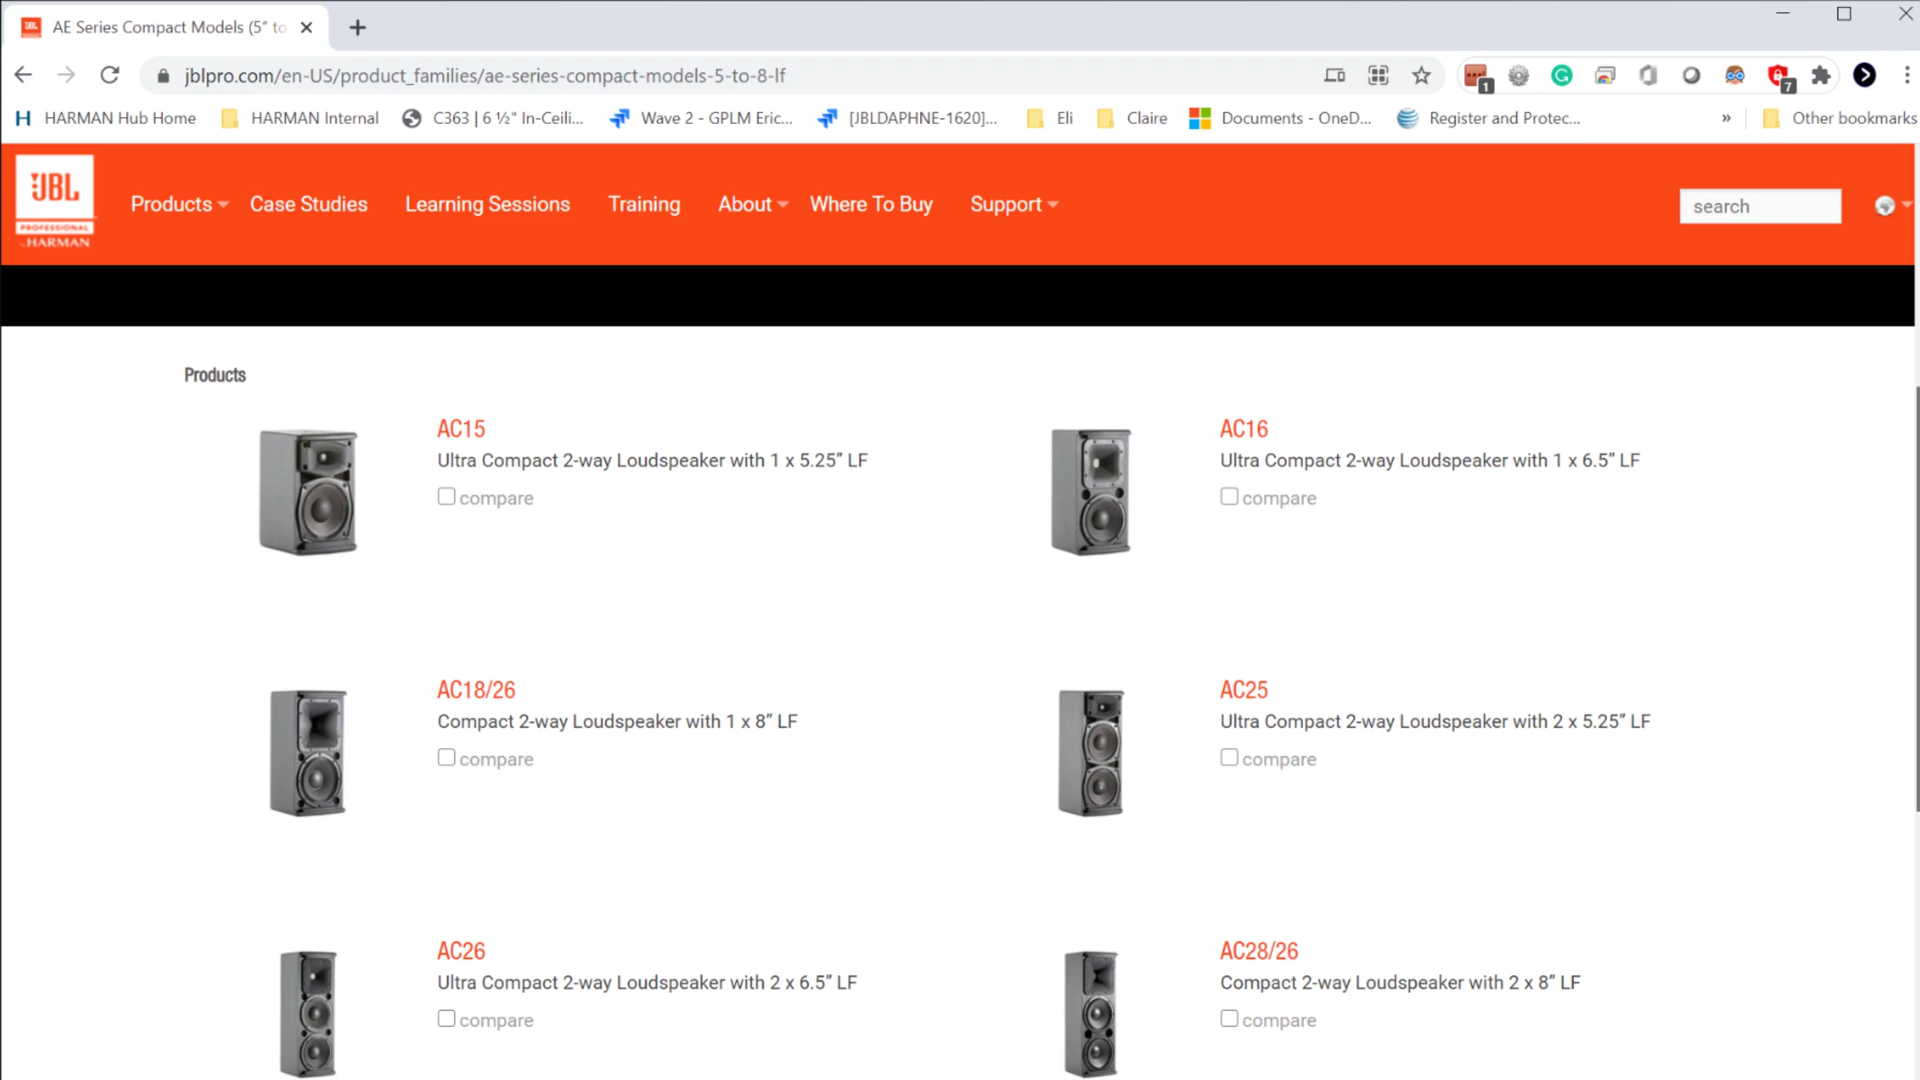 AE Series Compact Models (5" to
jblpro.com/en-US/product_families/ae-series-compact-models-5-to-8-lf
1
7
HARMAN Hub Home
HARMAN Internal
C363 | 6 ½" In-Ceili...
Wave 2 - GPLM Eric...
[JBLDAPHNE-1620]...
Eli
Claire
Documents - OneD...
Register and Protec...
»
Other bookmarks
JBL
PROFESSIONAL
by HARMAN
Products
Case Studies
Learning Sessions
Training
About
Where To Buy
Support
search
Products
AC15
Ultra Compact 2-way Loudspeaker with 1 x 5.25” LF
compare
AC16
Ultra Compact 2-way Loudspeaker with 1 x 6.5” LF
compare
AC18/26
Compact 2-way Loudspeaker with 1 x 8” LF
compare
AC25
Ultra Compact 2-way Loudspeaker with 2 x 5.25” LF
compare
AC26
Ultra Compact 2-way Loudspeaker with 2 x 6.5” LF
compare
AC28/26
Compact 2-way Loudspeaker with 2 x 8” LF
compare